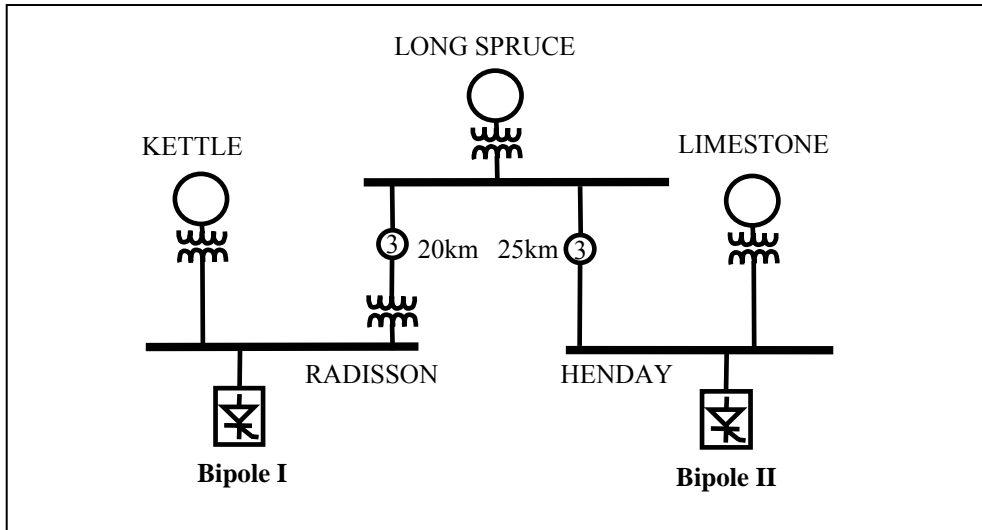 LONG SPRUCE
KETTLE
LIMESTONE
3 20km 25km 3
RADISSON
HENDAY
Bipole I
Bipole II